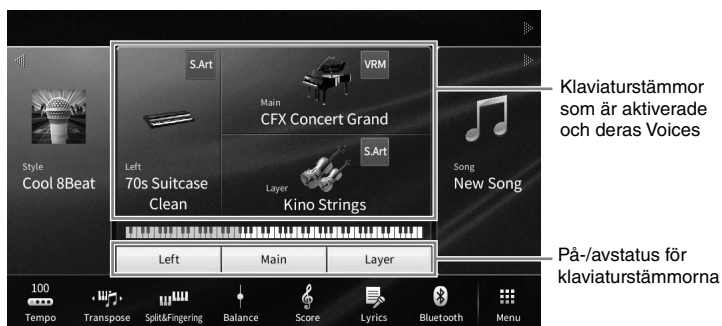 S.Art
VRM
Main
CFX Concert Grand
Klaviaturstämmor
som är aktiverade
och deras Voices
Style
Cool 8Beat
Left
70s Suitcase
Clean
S.Art
Layer
Kino Strings
Song
New Song
Left
Main
Layer
På-/avstatus för
klaviaturstämmorna
100
Tempo
Transpose
Split&Fingering
Balance
Score
Lyrics
Bluetooth
Menu